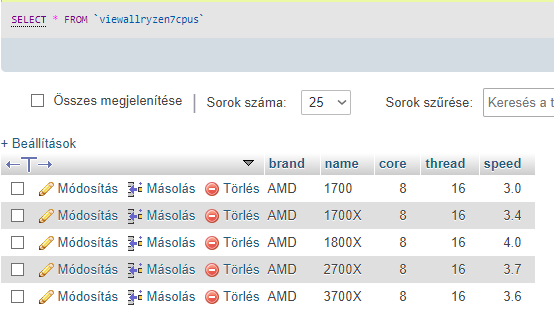 SELECT * FROM `viewallryzen7cpus`
Összes megjelenítése Sorok száma: 25 Sorok szűrése: Keresés a t
+ Beállítások
←T→ brand name core thread speed
Módosítás Másolás Törlés AMD 1700 8 16 3.0
Módosítás Másolás Törlés AMD 1700X 8 16 3.4
Módosítás Másolás Törlés AMD 1800X 8 16 4.0
Módosítás Másolás Törlés AMD 2700X 8 16 3.7
Módosítás Másolás Törlés AMD 3700X 8 16 3.6